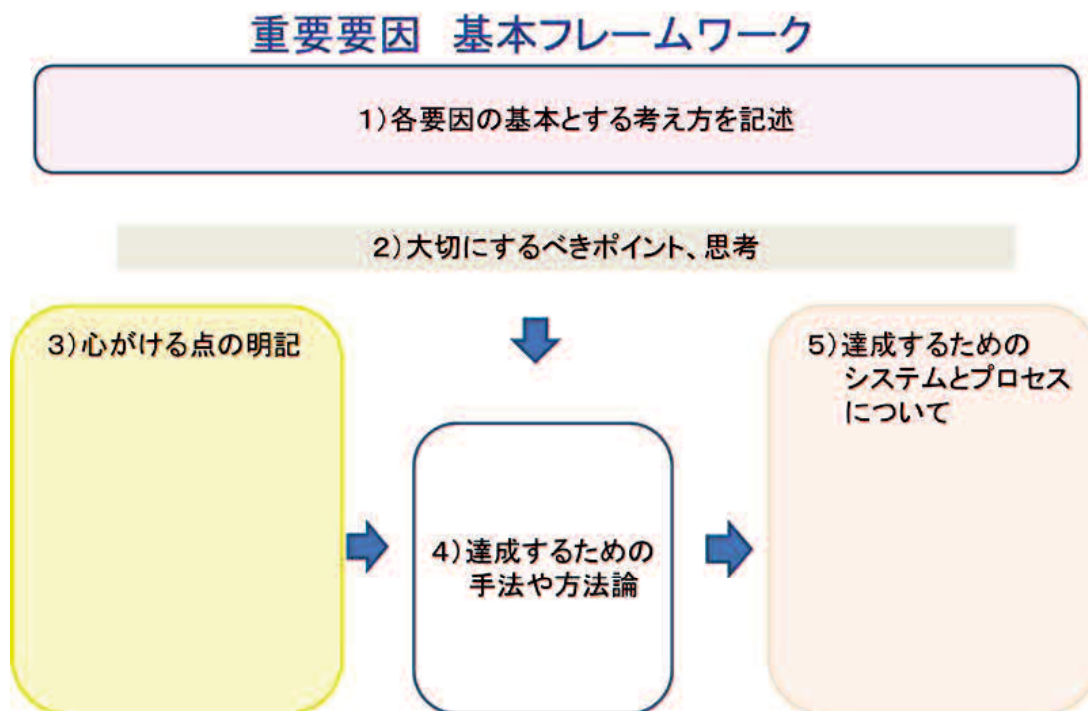 重要要因　基本フレームワーク
１）各要因の基本とする考え方を記述
２）大切にするべきポイント、思考
３）心がける点の明記
４）達成するための
手法や方法論
５）達成するための
システムとプロセス
について